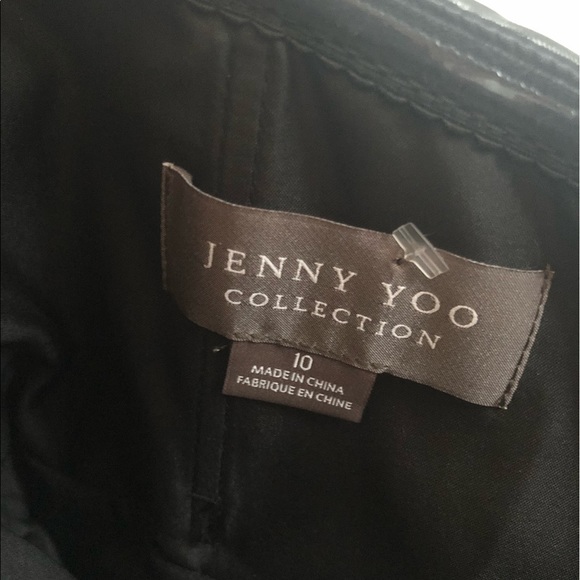 JENNY YOO
COLLECTION
10
MADE IN CHINA
FABRIQUE EN CHINE